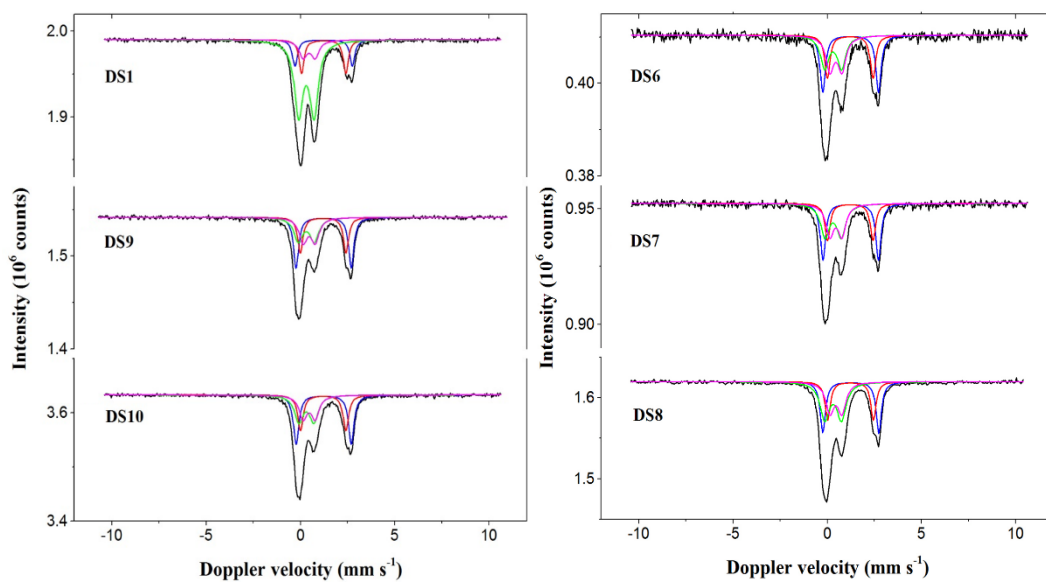 2.0
DS1
1.9
DS9
1.5
1.4
DS10
3.6
3.4
-10 -5 0 5 10
Doppler velocity (mm s⁻¹)
Intensity (10⁶ counts)
DS6
0.40
0.38
0.95
DS7
0.90
1.6
DS8
1.5
-10 -5 0 5 10
Doppler velocity (mm s⁻¹)
Intensity (10⁶ counts)